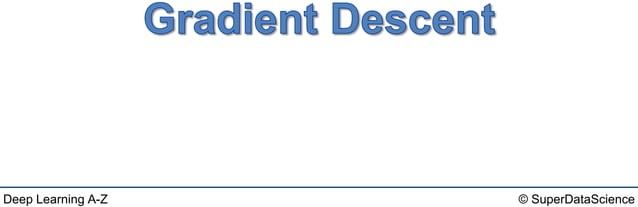 Gradient Descent
Deep Learning A-Z
© SuperDataScience